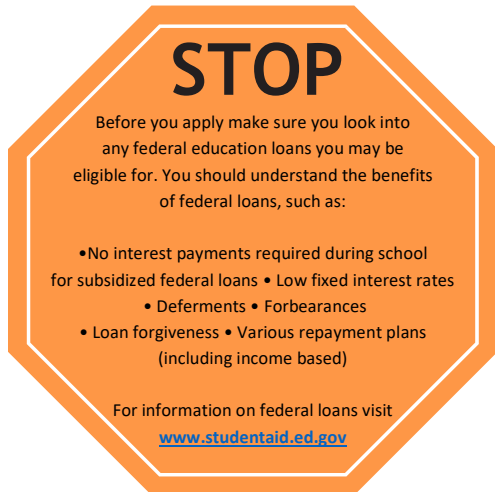 STOP
Before you apply make sure you look into
any federal education loans you may be
eligible for. You should understand the benefits
of federal loans, such as:
•No interest payments required during school
for subsidized federal loans • Low fixed interest rates
• Deferments • Forbearances
• Loan forgiveness • Various repayment plans
(including income based)
For information on federal loans visit
www.studentaid.ed.gov